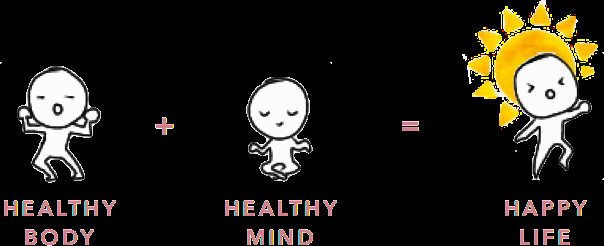 + =
HEALTHY HEALTHY HAPPY
BODY MIND LIFE